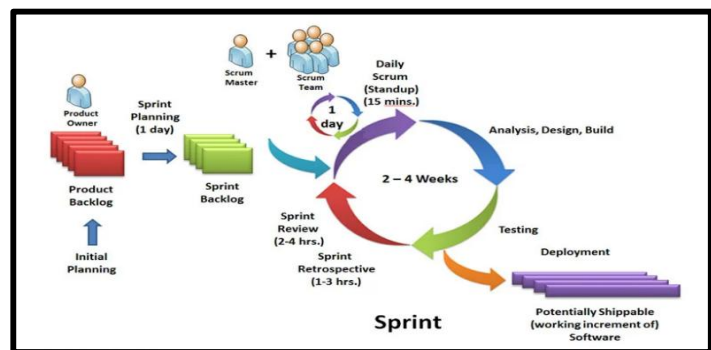 Product
Owner
Sprint
Planning
(1 day)
Product
Backlog
Initial
Planning
Sprint
Backlog
Scrum
Master
+
Scrum
Team
1
day
Daily
Scrum
(Standup)
(15 mins.)
Analysis, Design, Build
2 – 4 Weeks
Testing
Sprint
Review
(2-4 hrs.)
Sprint
Retrospective
(1-3 hrs.)
Deployment
Potentially Shippable
(working increment of)
Software
Sprint